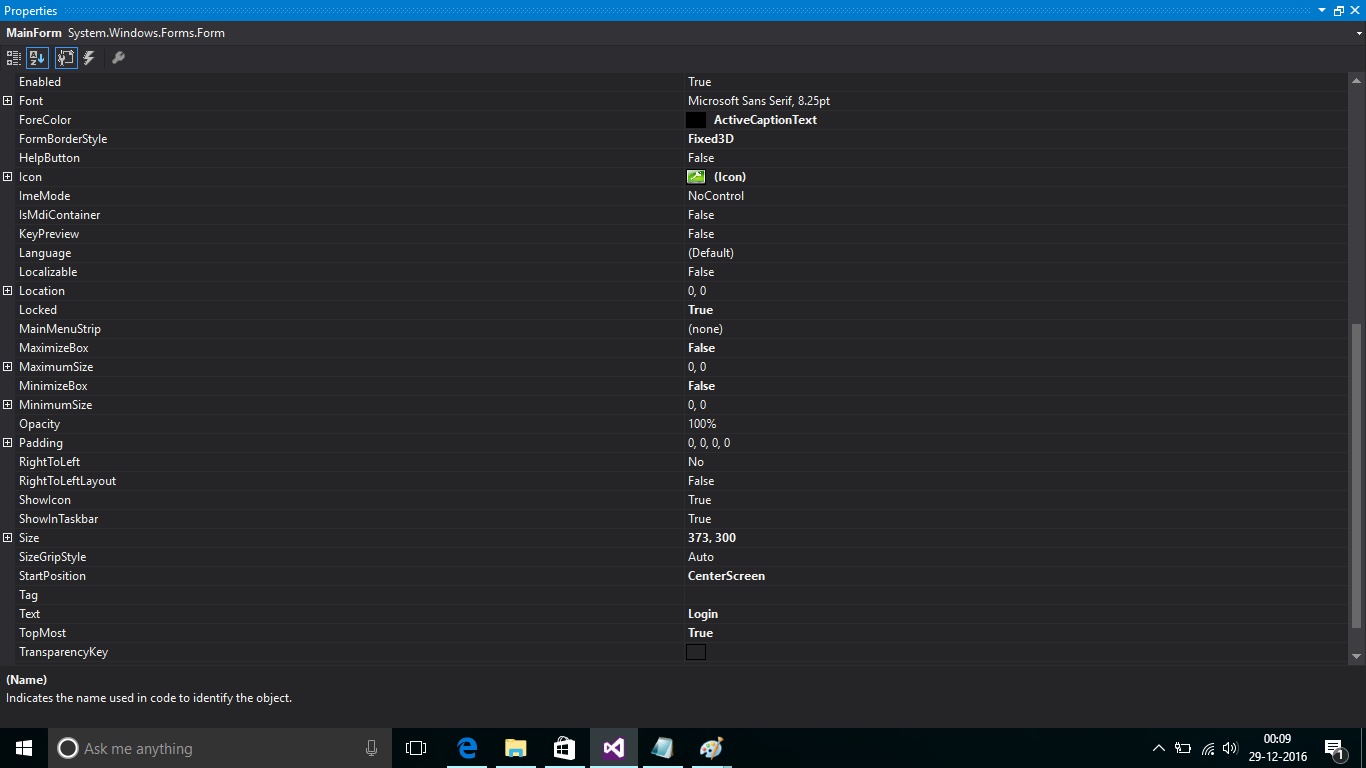 Properties
MainForm System.Windows.Forms.Form
Enabled True
Font Microsoft Sans Serif, 8.25pt
ForeColor ActiveCaptionText
FormBorderStyle Fixed3D
HelpButton False
Icon (Icon)
ImeMode NoControl
IsMdiContainer False
KeyPreview False
Language (Default)
Localizable False
Location 0, 0
Locked True
MainMenuStrip (none)
MaximizeBox False
MaximumSize 0, 0
MinimizeBox False
MinimumSize 0, 0
Opacity 100%
Padding 0, 0, 0, 0
RightToLeft No
RightToLeftLayout False
ShowIcon True
ShowInTaskbar True
Size 373, 300
SizeGripStyle Auto
StartPosition CenterScreen
Tag
Text Login
TopMost True
TransparencyKey
(Name)
Indicates the name used in code to identify the object.
Ask me anything
00:09
29-12-2016
1